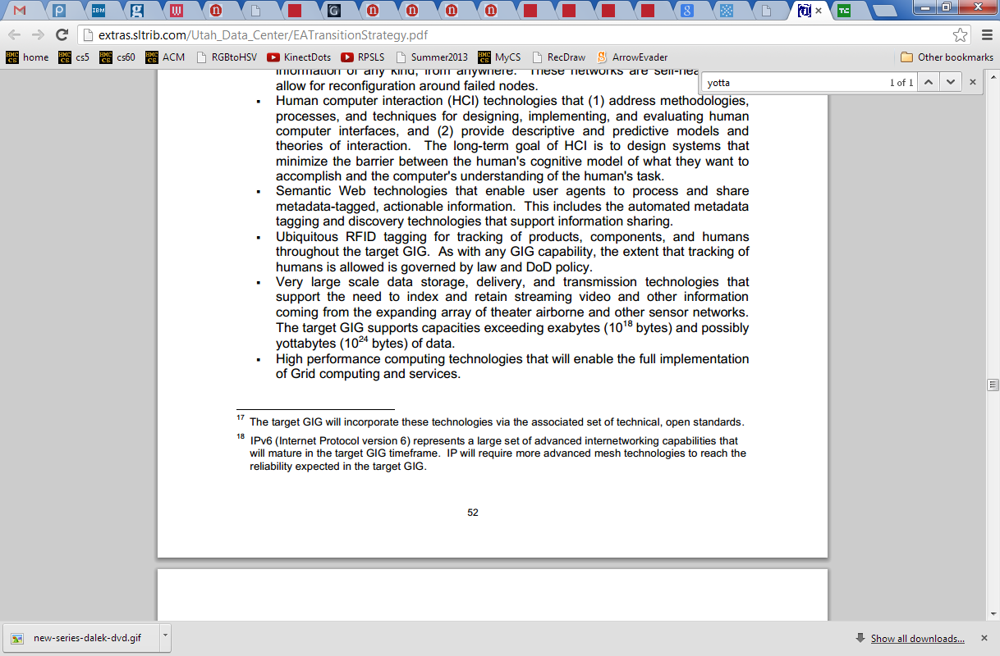 extras.sltrib.com/Utah_Data_Center/EATransitionStrategy.pdf
HMC CS home HMC CS cs5 HMC CS cs60 HMC CS ACM RGBtoHSV KinectDots RPSLS Summer2013 HMC CS MyCS RecDraw ArrowEvader Other bookmarks
yotta 1 of 1
allow for reconfiguration around failed nodes.
▪ Human computer interaction (HCI) technologies that (1) address methodologies,
processes, and techniques for designing, implementing, and evaluating human
computer interfaces, and (2) provide descriptive and predictive models and
theories of interaction. The long-term goal of HCI is to design systems that
minimize the barrier between the human's cognitive model of what they want to
accomplish and the computer's understanding of the human's task.
▪ Semantic Web technologies that enable user agents to process and share
metadata-tagged, actionable information. This includes the automated metadata
tagging and discovery technologies that support information sharing.
▪ Ubiquitous RFID tagging for tracking of products, components, and humans
throughout the target GIG. As with any GIG capability, the extent that tracking of
humans is allowed is governed by law and DoD policy.
▪ Very large scale data storage, delivery, and transmission technologies that
support the need to index and retain streaming video and other information
coming from the expanding array of theater airborne and other sensor networks.
The target GIG supports capacities exceeding exabytes (10^18 bytes) and possibly
yottabytes (10^24 bytes) of data.
▪ High performance computing technologies that will enable the full implementation
of Grid computing and services.
17 The target GIG will incorporate these technologies via the associated set of technical, open standards.
18 IPv6 (Internet Protocol version 6) represents a large set of advanced internetworking capabilities that
will mature in the target GIG timeframe. IP will require more advanced mesh technologies to reach the
reliability expected in the target GIG.
52
new-series-dalek-dvd.gif Show all downloads...